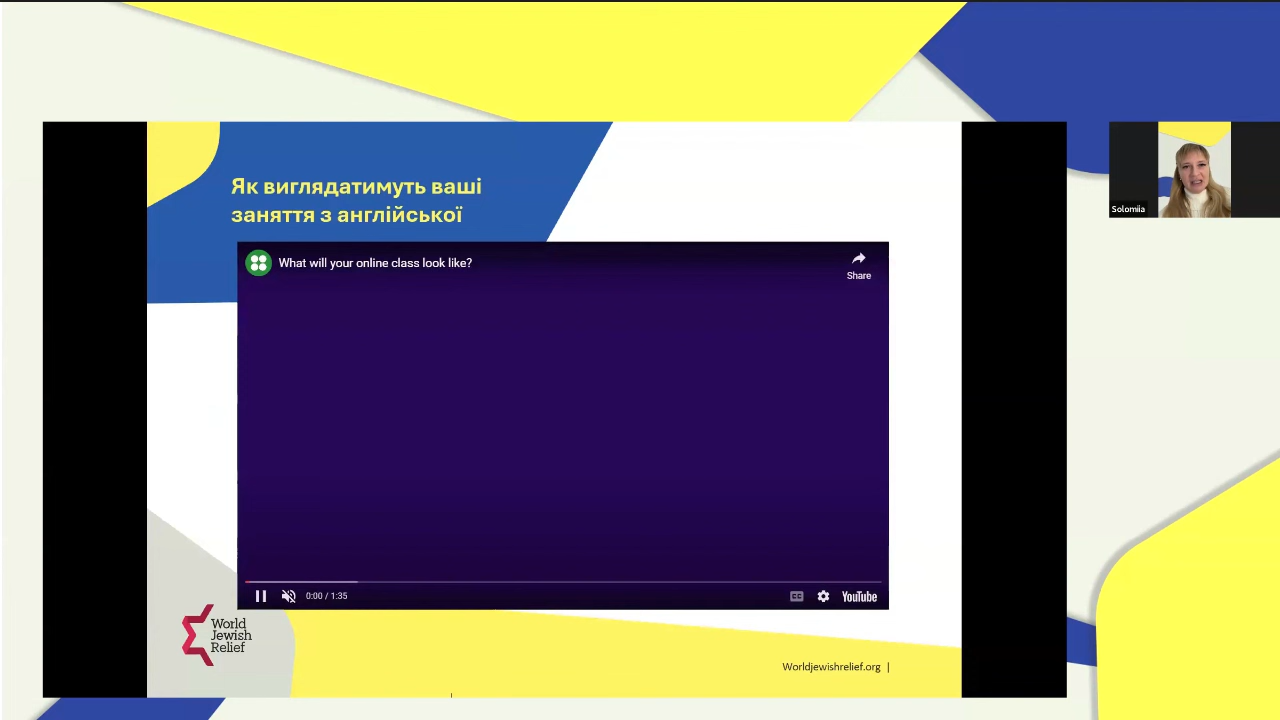 Як виглядатимуть ваші
заняття з англійської
What will your online class look like?
Share
Solomiia
0:00 / 1:35
CC
YouTube
World
Jewish
Relief
Worldjewishrelief.org |